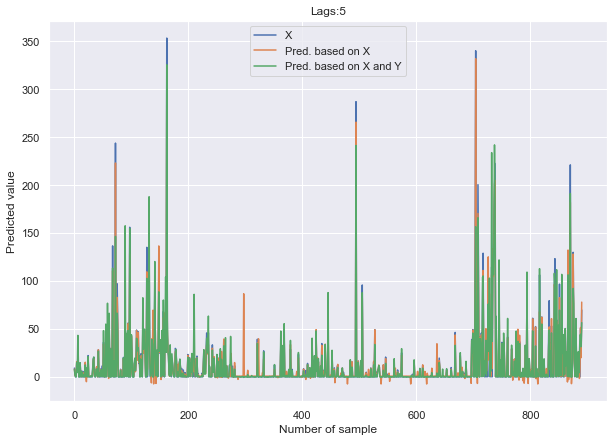 Lags:5
X
Pred. based on X
Pred. based on X and Y
350
300
250
200
150
100
50
0
Predicted value
0 200 400 600 800
Number of sample